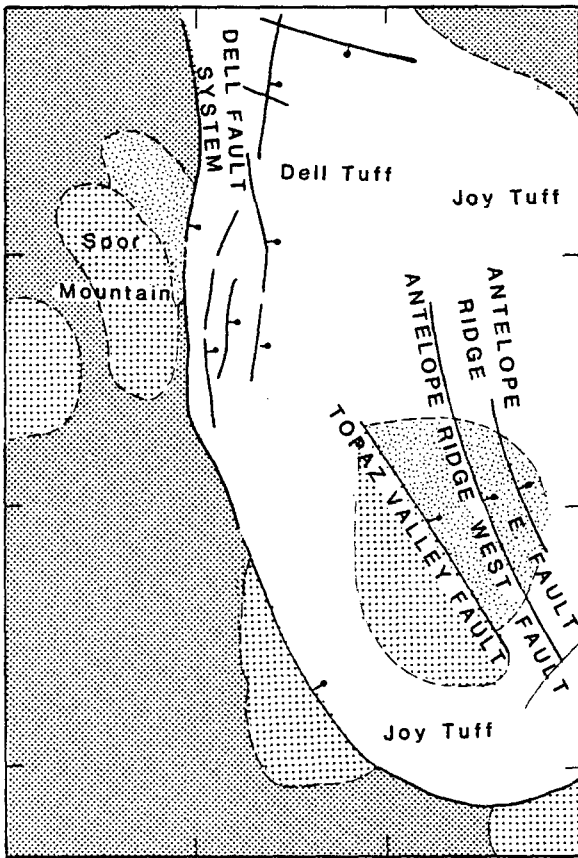 DELL FAULT
SYSTEM
Dell Tuff
Joy Tuff
Spor
Mountain
ANTELOPE
RIDGE
E FAULT
ANTELOPE RIDGE WEST FAULT
TOPAZ VALLEY FAULT
Joy Tuff